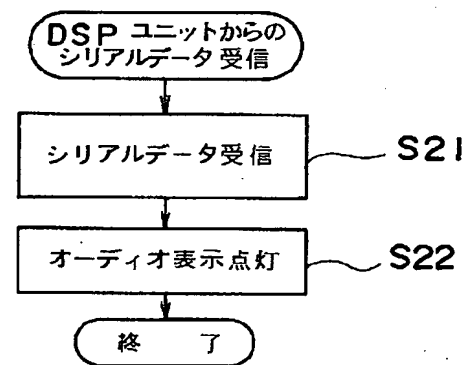 DSP ユニットからの
シリアルデータ受信
シリアルデータ受信
S21
オーディオ表示点灯
S22
終 了